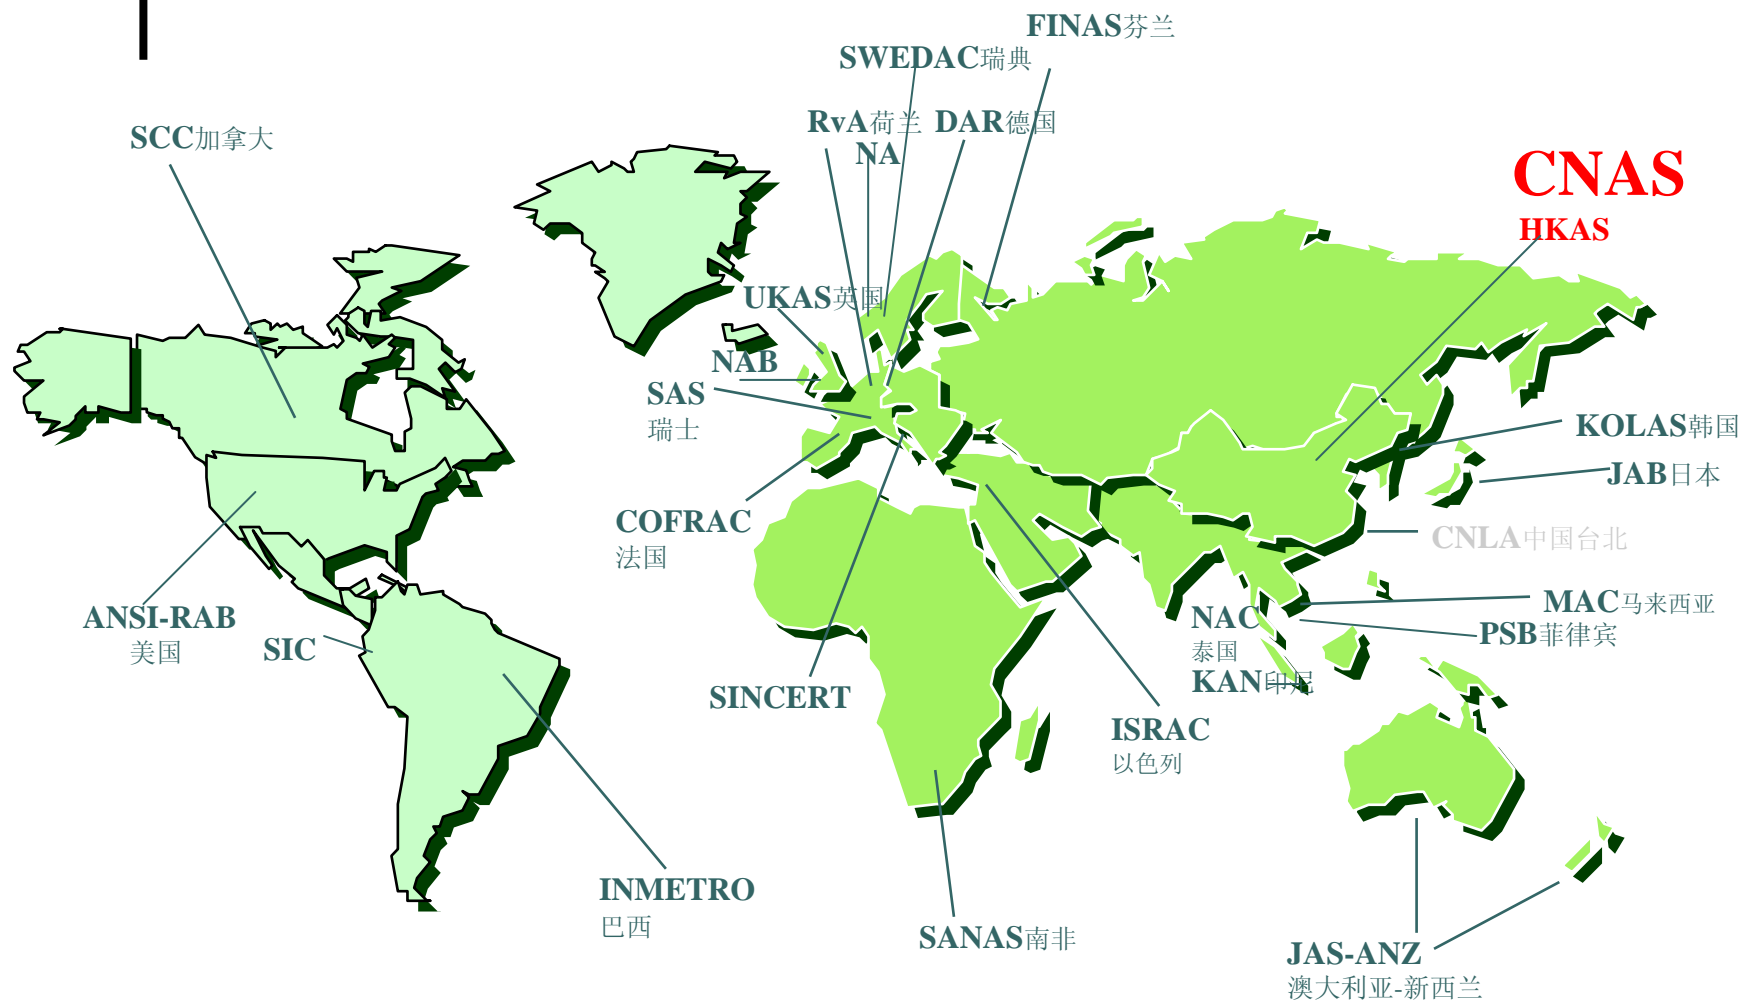 FINAS芬兰
SWEDAC瑞典
RvA荷兰 DAR德国
NA
SCC加拿大
CNAS
HKAS
UKAS英国
NAB
SAS
瑞士
KOLAS韩国
JAB日本
COFRAC
法国
CNLA中国台北
ANSI-RAB
美国
SIC
MAC马来西亚
NAC
泰国
PSB菲律宾
KAN印尼
SINCERT
ISRAC
以色列
INMETRO
巴西
SANAS南非
JAS-ANZ
澳大利亚-新西兰